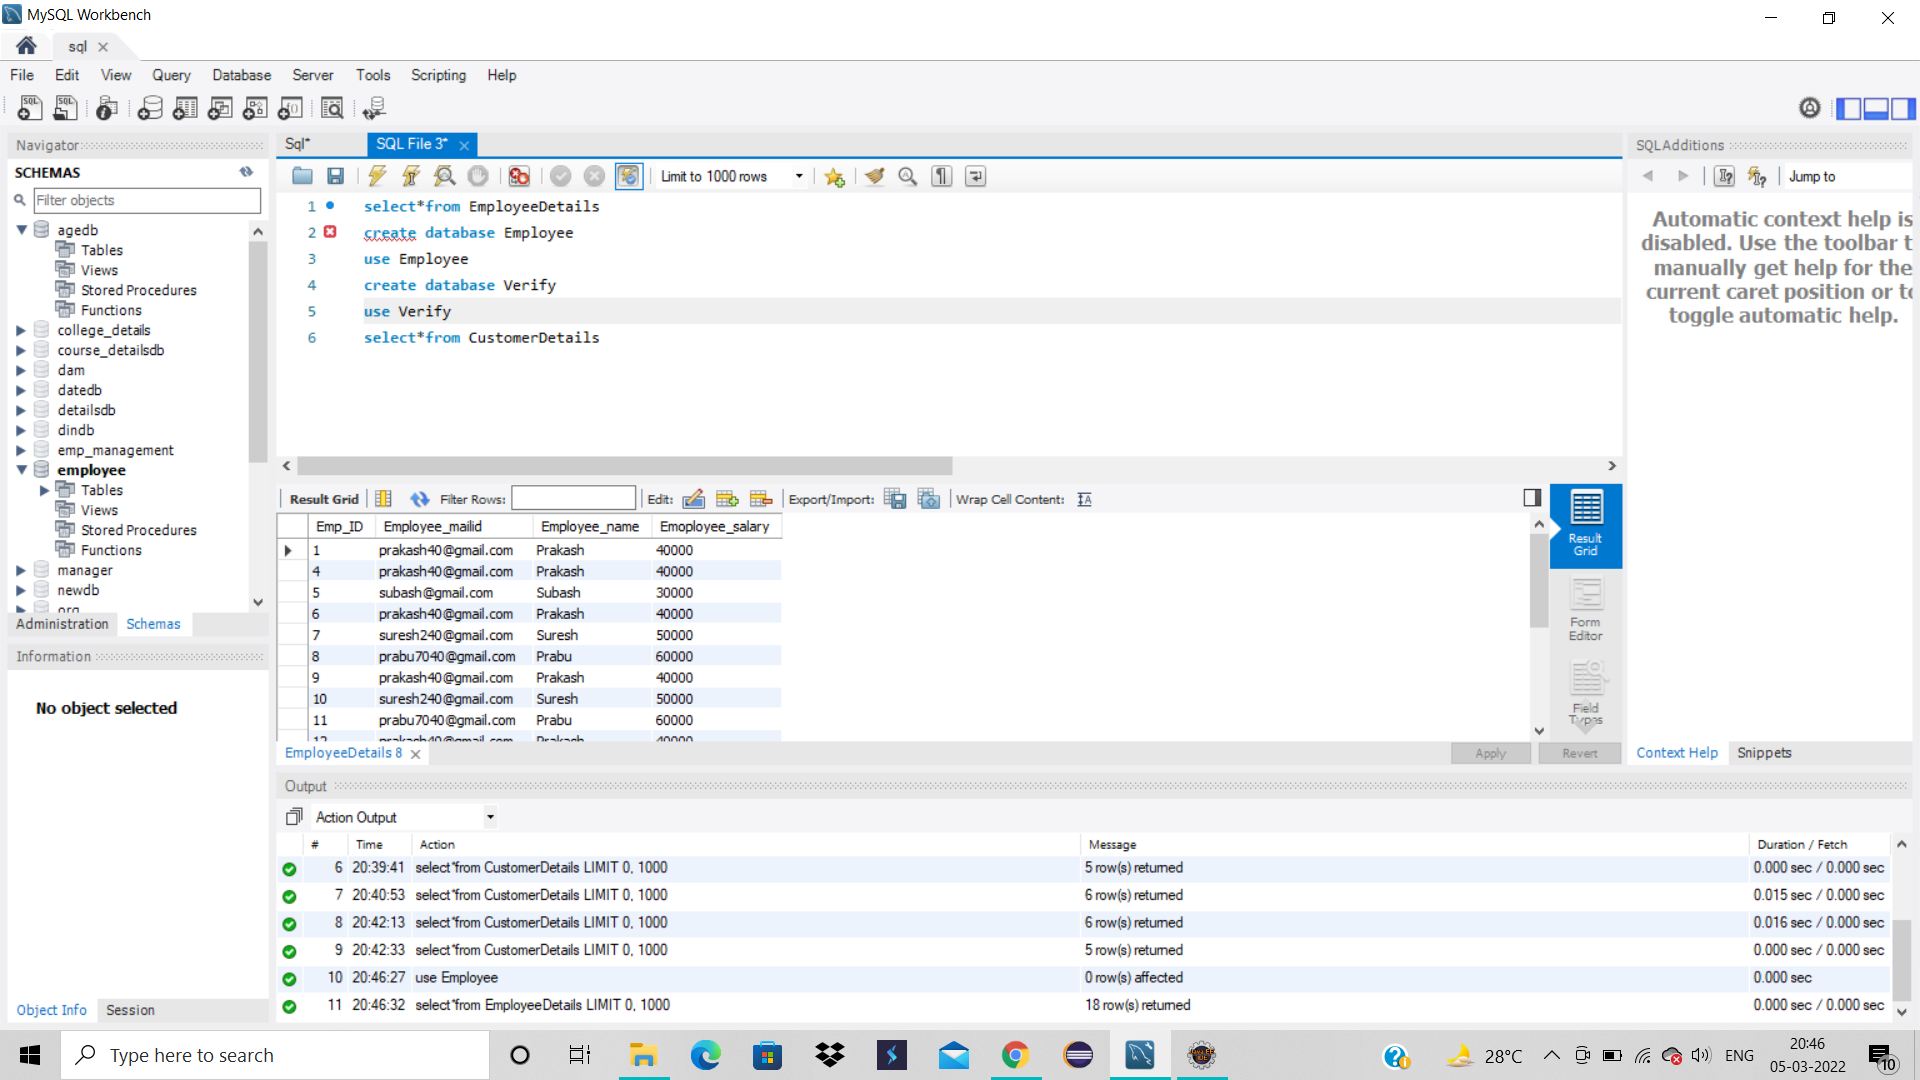 MySQL Workbench
sql
File Edit View Query Database Server Tools Scripting Help
Navigator
SCHEMAS
Filter objects
agedb
Tables
Views
Stored Procedures
Functions
college_details
course_detailsdb
dam
datedb
detailsdb
dindb
emp_management
employee
Tables
Views
Stored Procedures
Functions
manager
newdb
org
Administration Schemas
Information
No object selected
Object Info Session
Sql* SQL File 3*
Limit to 1000 rows
1 select*from EmployeeDetails
2 create database Employee
3 use Employee
4 create database Verify
5 use Verify
6 select*from CustomerDetails
Result Grid Filter Rows: Edit: Export/Import: Wrap Cell Content:
Emp_ID Employee_mailid Employee_name Emoployee_salary
1 prakash40@gmail.com Prakash 40000
4 prakash40@gmail.com Prakash 40000
5 subash@gmail.com Subash 30000
6 prakash40@gmail.com Prakash 40000
7 suresh240@gmail.com Suresh 50000
8 prabu7040@gmail.com Prabu 60000
9 prakash40@gmail.com Prakash 40000
10 suresh240@gmail.com Suresh 50000
11 prabu7040@gmail.com Prabu 60000
12 prakash40@gmail.com Prakash 40000
Result
Grid
Form
Editor
Field
Types
EmployeeDetails 8
Apply Revert
SQLAdditions
Jump to
Automatic context help is
disabled. Use the toolbar t
manually get help for the
current caret position or to
toggle automatic help.
Context Help Snippets
Output
Action Output
# Time Action Message Duration / Fetch
6 20:39:41 select*from CustomerDetails LIMIT 0, 1000 5 row(s) returned 0.000 sec / 0.000 sec
7 20:40:53 select*from CustomerDetails LIMIT 0, 1000 6 row(s) returned 0.015 sec / 0.000 sec
8 20:42:13 select*from CustomerDetails LIMIT 0, 1000 6 row(s) returned 0.016 sec / 0.000 sec
9 20:42:33 select*from CustomerDetails LIMIT 0, 1000 5 row(s) returned 0.000 sec / 0.000 sec
10 20:46:27 use Employee 0 row(s) affected 0.000 sec
11 20:46:32 select*from EmployeeDetails LIMIT 0, 1000 18 row(s) returned 0.000 sec / 0.000 sec
Type here to search
28°C
ENG
20:46
05-03-2022
10